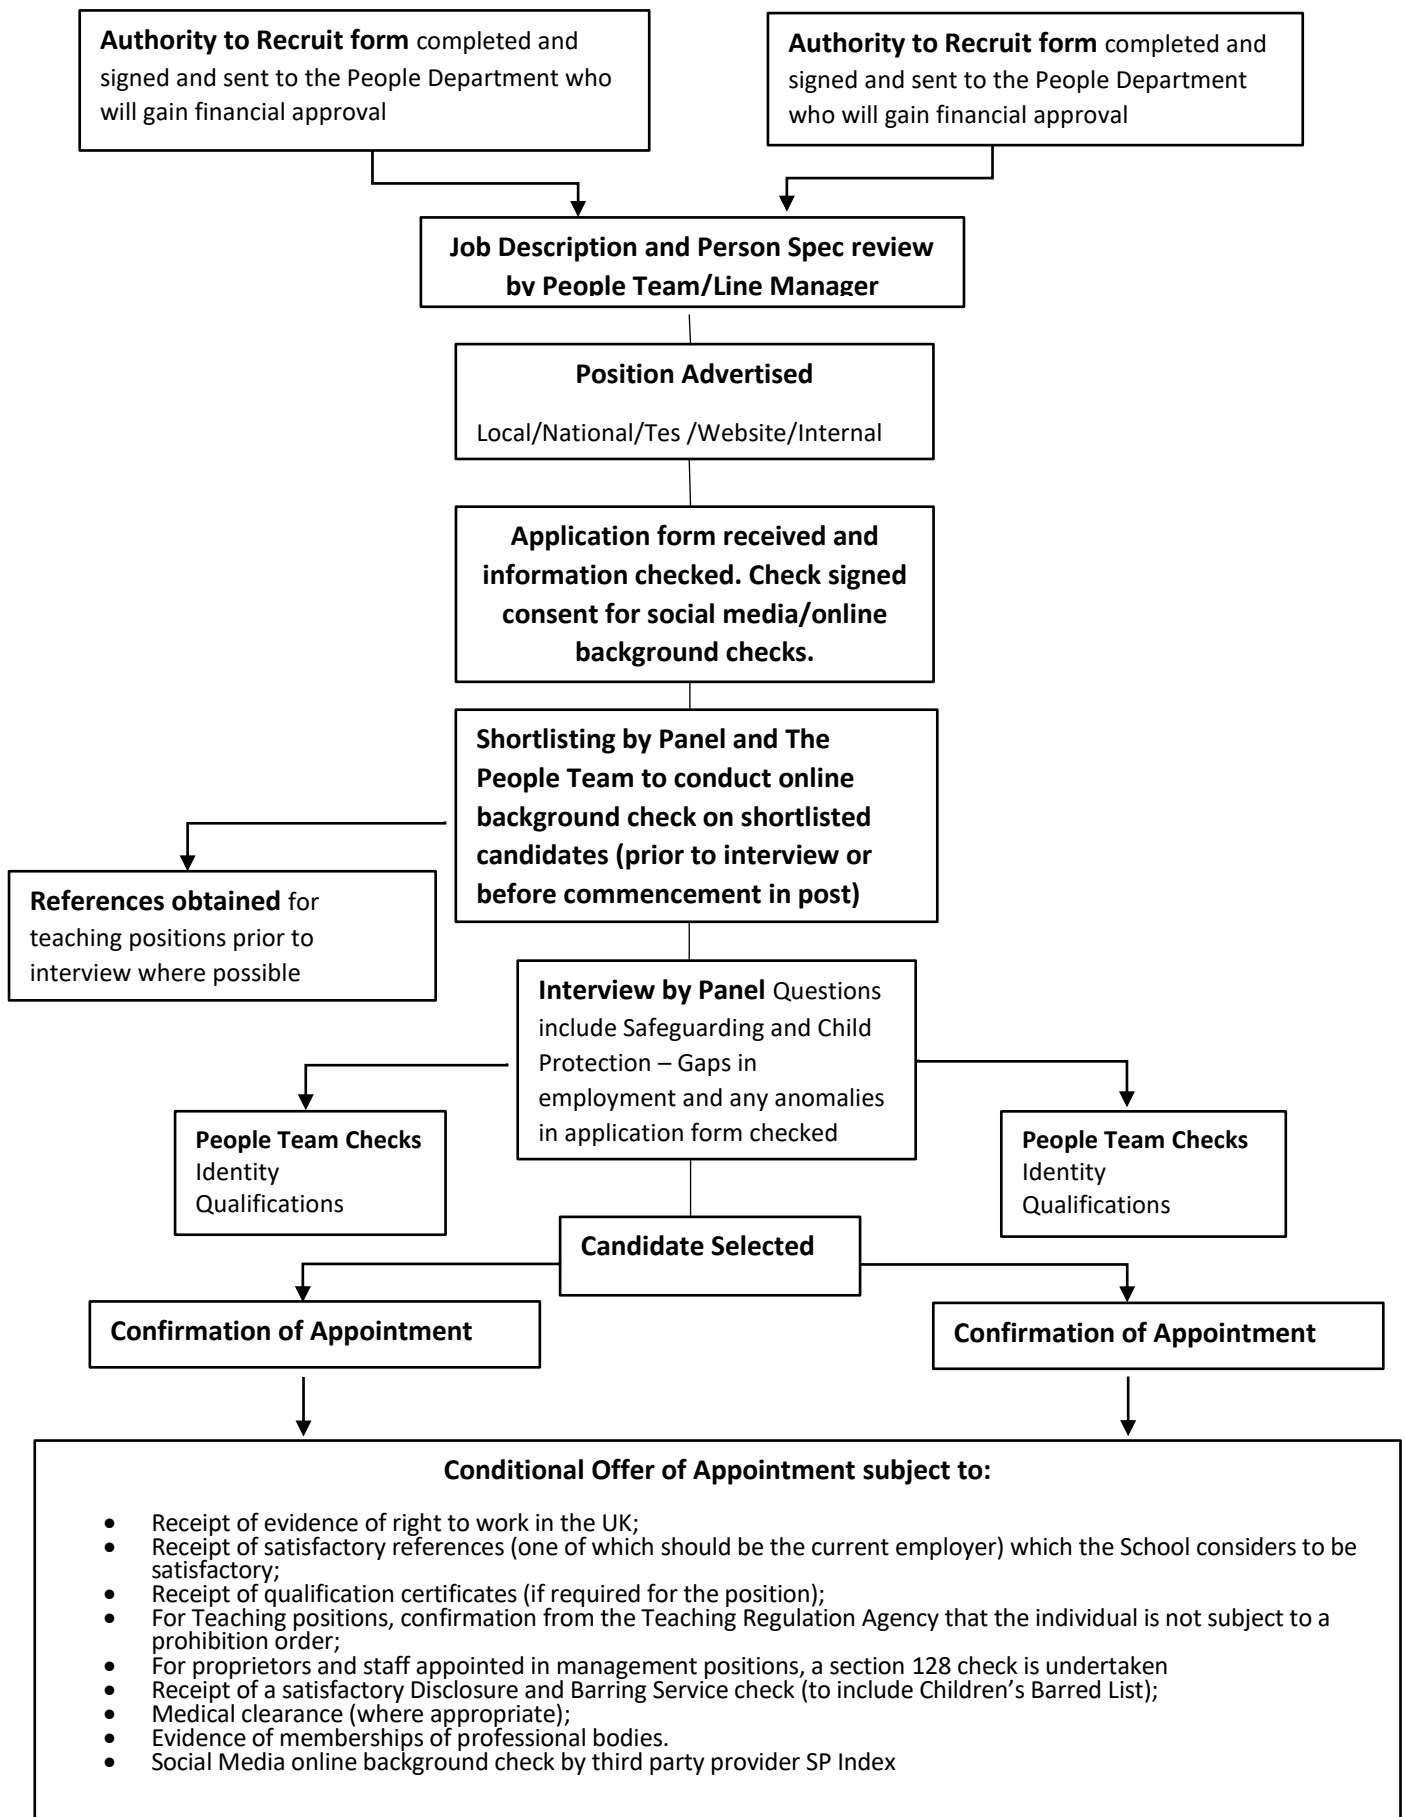 Authority to Recruit form completed and
signed and sent to the People Department who
will gain financial approval
Authority to Recruit form completed and
signed and sent to the People Department
who will gain financial approval
Job Description and Person Spec review
by People Team/Line Manager
Position Advertised
Local/National/Tes /Website/Internal
Application form received and
information checked. Check signed
consent for social media/online
background checks.
Shortlisting by Panel and The
People Team to conduct online
background check on shortlisted
candidates (prior to interview or
before commencement in post)
References obtained for
teaching positions prior to
interview where possible
Interview by Panel Questions
include Safeguarding and Child
Protection – Gaps in
employment and any anomalies
in application form checked
People Team Checks
Identity
Qualifications
People Team Checks
Identity
Qualifications
Candidate Selected
Confirmation of Appointment
Confirmation of Appointment
Conditional Offer of Appointment subject to:
• Receipt of evidence of right to work in the UK;
• Receipt of satisfactory references (one of which should be the current employer) which the School considers to be
satisfactory;
• Receipt of qualification certificates (if required for the position);
• For Teaching positions, confirmation from the Teaching Regulation Agency that the individual is not subject to a
prohibition order;
• For proprietors and staff appointed in management positions, a section 128 check is undertaken
• Receipt of a satisfactory Disclosure and Barring Service check (to include Children’s Barred List);
• Medical clearance (where appropriate);
• Evidence of memberships of professional bodies.
• Social Media online background check by third party provider SP Index